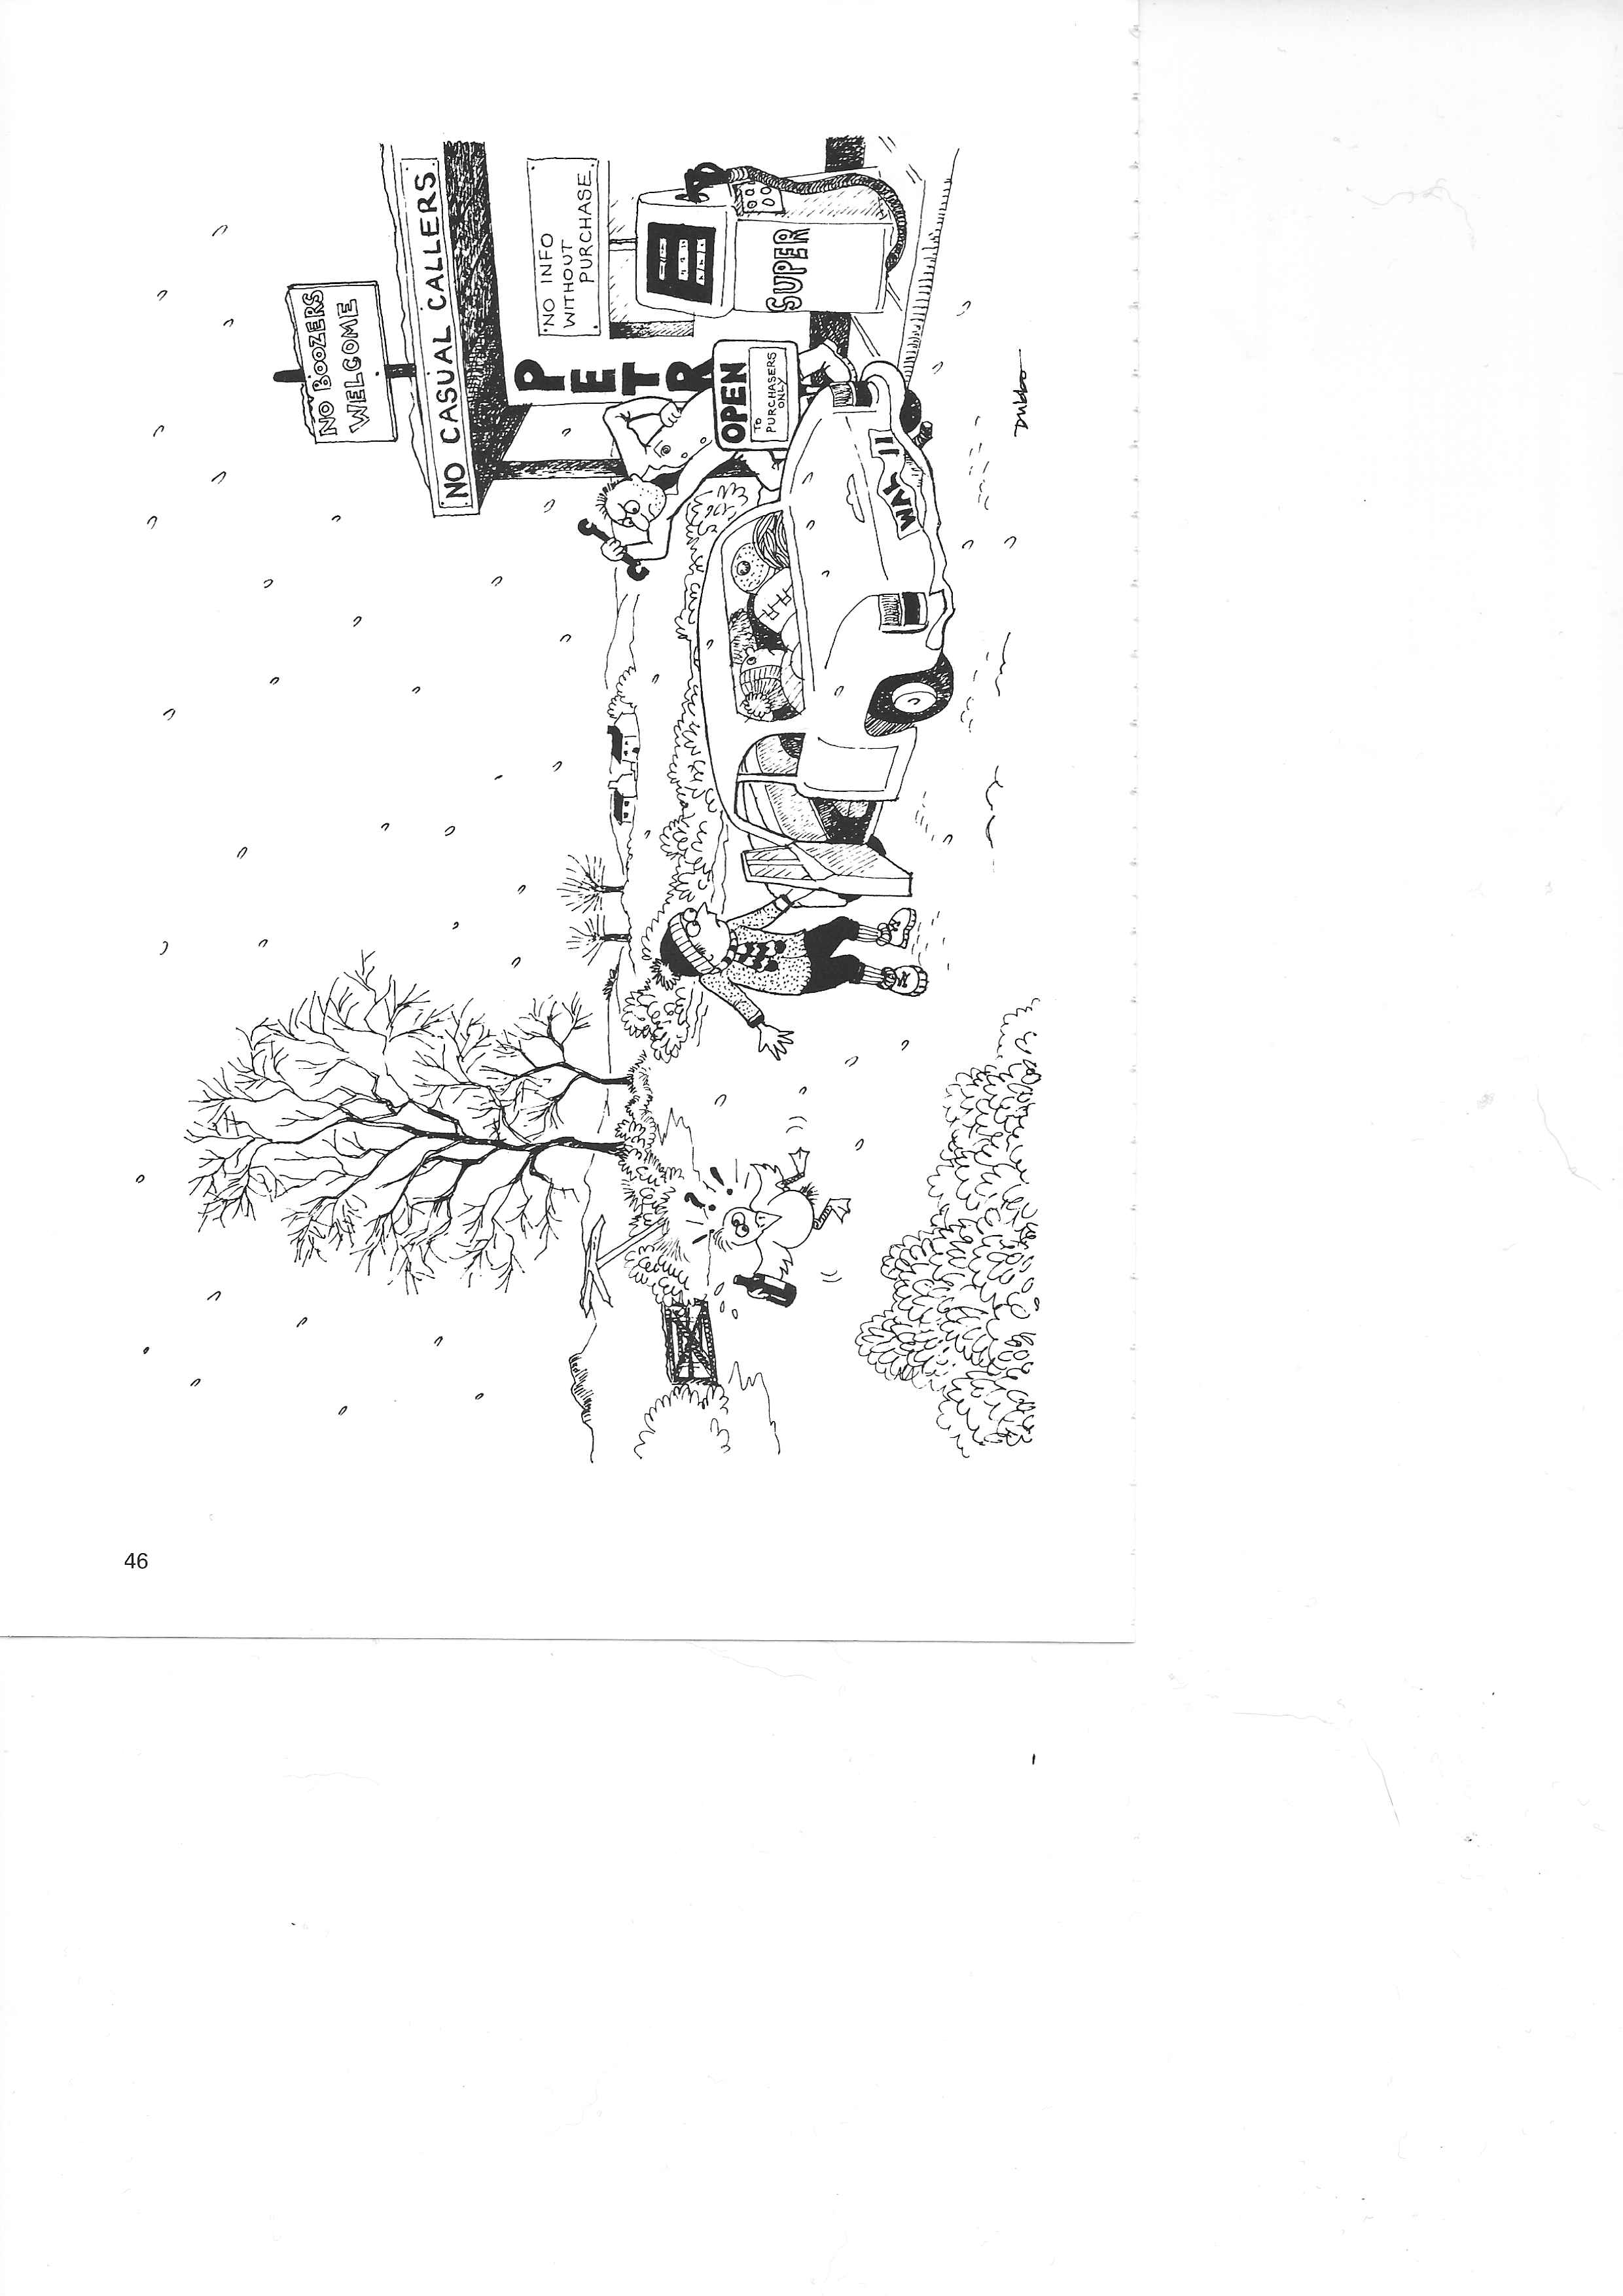 NO BOOZERS
WELCOME
NO CASUAL CALLERS
NO INFO
WITHOUT
PURCHASE
PETR
SUPER
OPEN
TO
PURCHASERS
ONLY
WAL 11
Dubbo
46